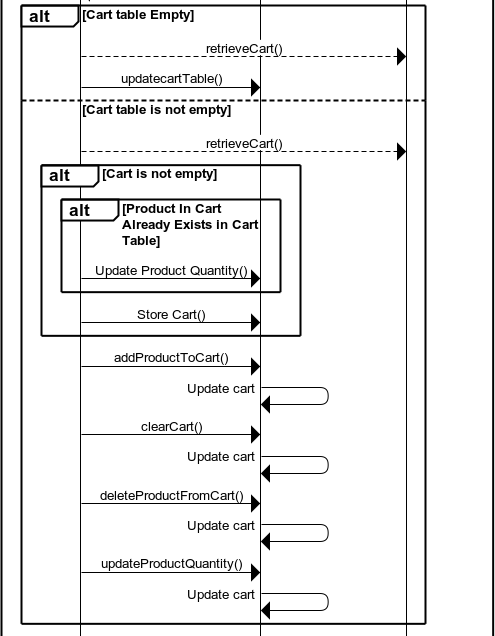 alt [Cart table Empty]
retrieveCart()
updatecartTable()
[Cart table is not empty]
retrieveCart()
alt [Cart is not empty]
alt [Product In Cart
Already Exists in Cart
Table]
Update Product Quantity()
Store Cart()
addProductToCart()
Update cart
clearCart()
Update cart
deleteProductFromCart()
Update cart
updateProductQuantity()
Update cart